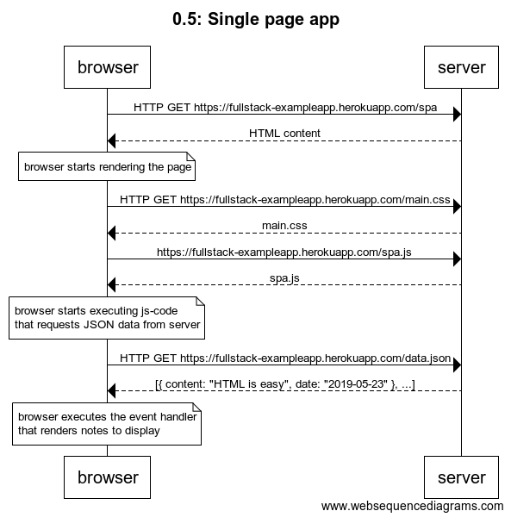 0.5: Single page app
browser
server
HTTP GET https://fullstack-exampleapp.herokuapp.com/spa
HTML content
browser starts rendering the page
HTTP GET https://fullstack-exampleapp.herokuapp.com/main.css
main.css
https://fullstack-exampleapp.herokuapp.com/spa.js
spa.js
browser starts executing js-code
that requests JSON data from server
HTTP GET https://fullstack-exampleapp.herokuapp.com/data.json
[{ content: "HTML is easy", date: "2019-05-23" }, ...]
browser executes the event handler
that renders notes to display
browser
server
www.websequencediagrams.com